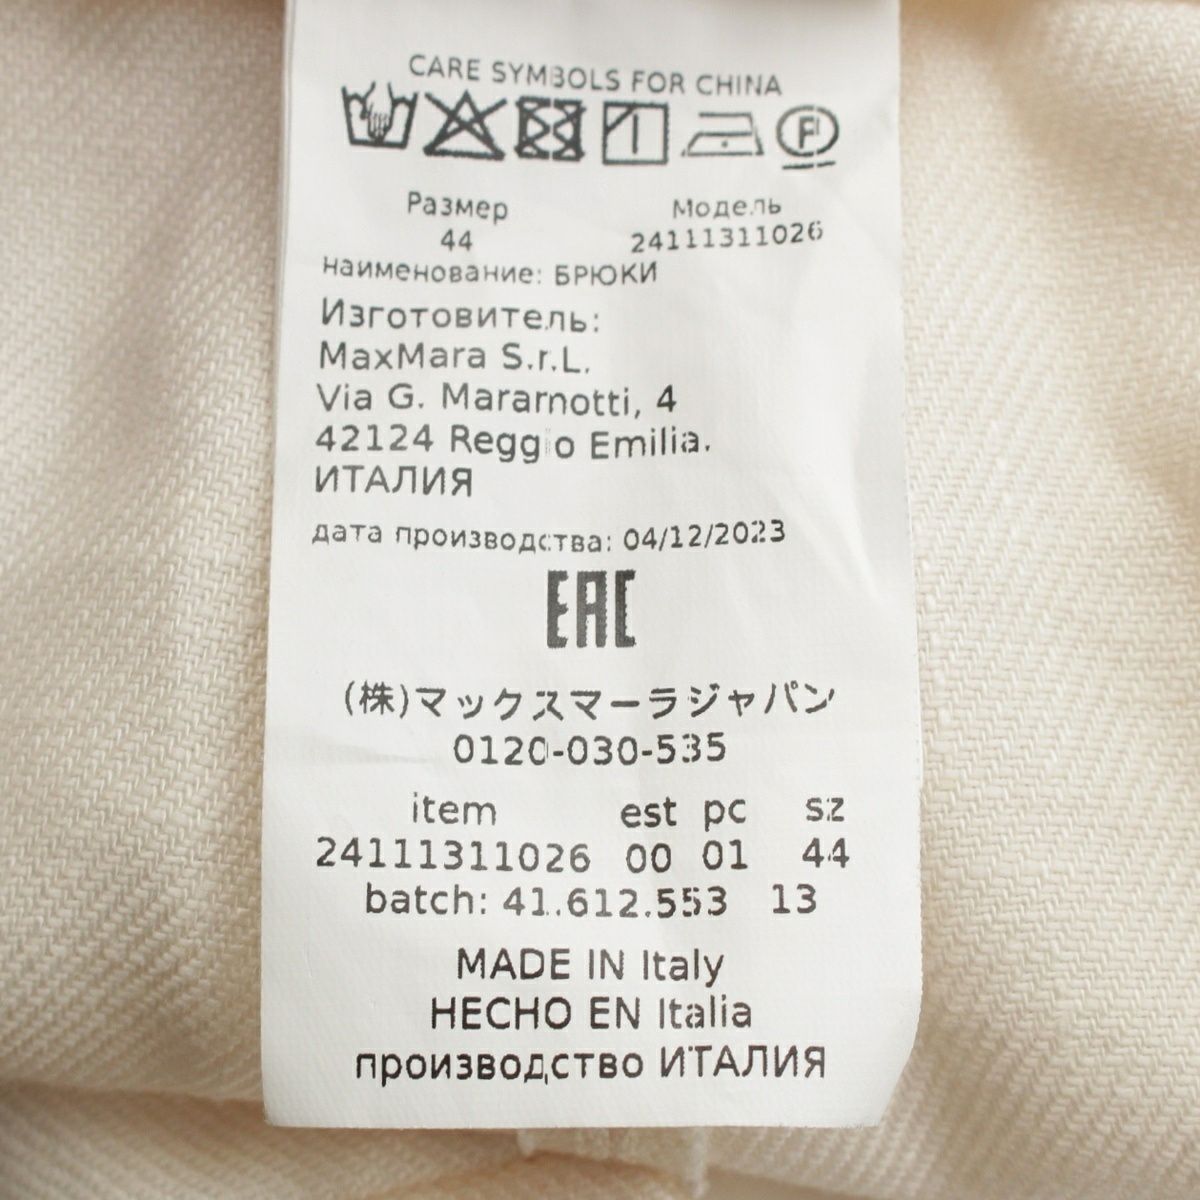 CARE SYMBOLS FOR CHINA
F
Размер Модель
44 24111311026
наименование: БРЮКИ
Изготовитель:
MaxMara S.r.L.
Via G. Maramotti, 4
42124 Reggio Emilia.
ИТАЛИЯ
дата производства: 04/12/2023
EAC
(株)マックスマーラジャパン
0120-030-535
item est pc sz
24111311026 00 01 44
batch: 41.612.553 13
MADE IN Italy
HECHO EN Italia
производство ИТАЛИЯ